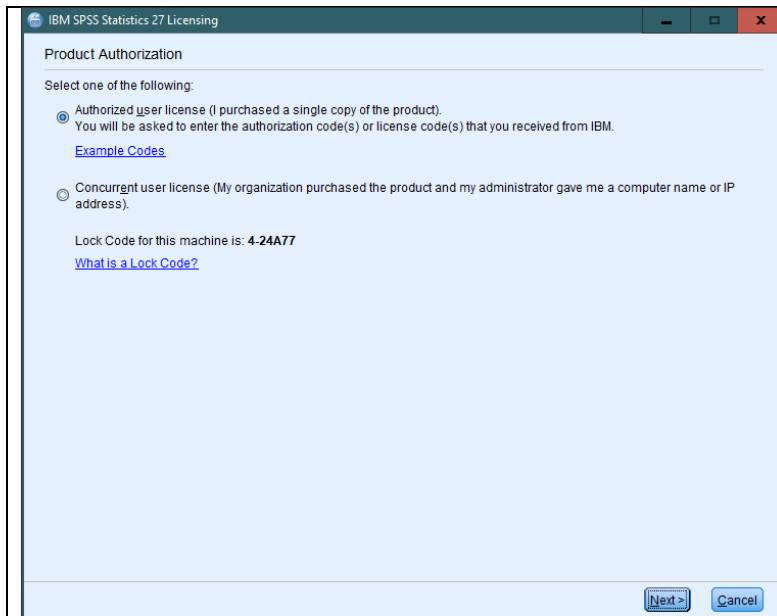 IBM SPSS Statistics 27 Licensing
Product Authorization
Select one of the following:
Authorized user license (I purchased a single copy of the product).
You will be asked to enter the authorization code(s) or license code(s) that you received from IBM.
Example Codes
Concurrent user license (My organization purchased the product and my administrator gave me a computer name or IP
address).
Lock Code for this machine is: 4-24A77
What is a Lock Code?
Next >
Cancel